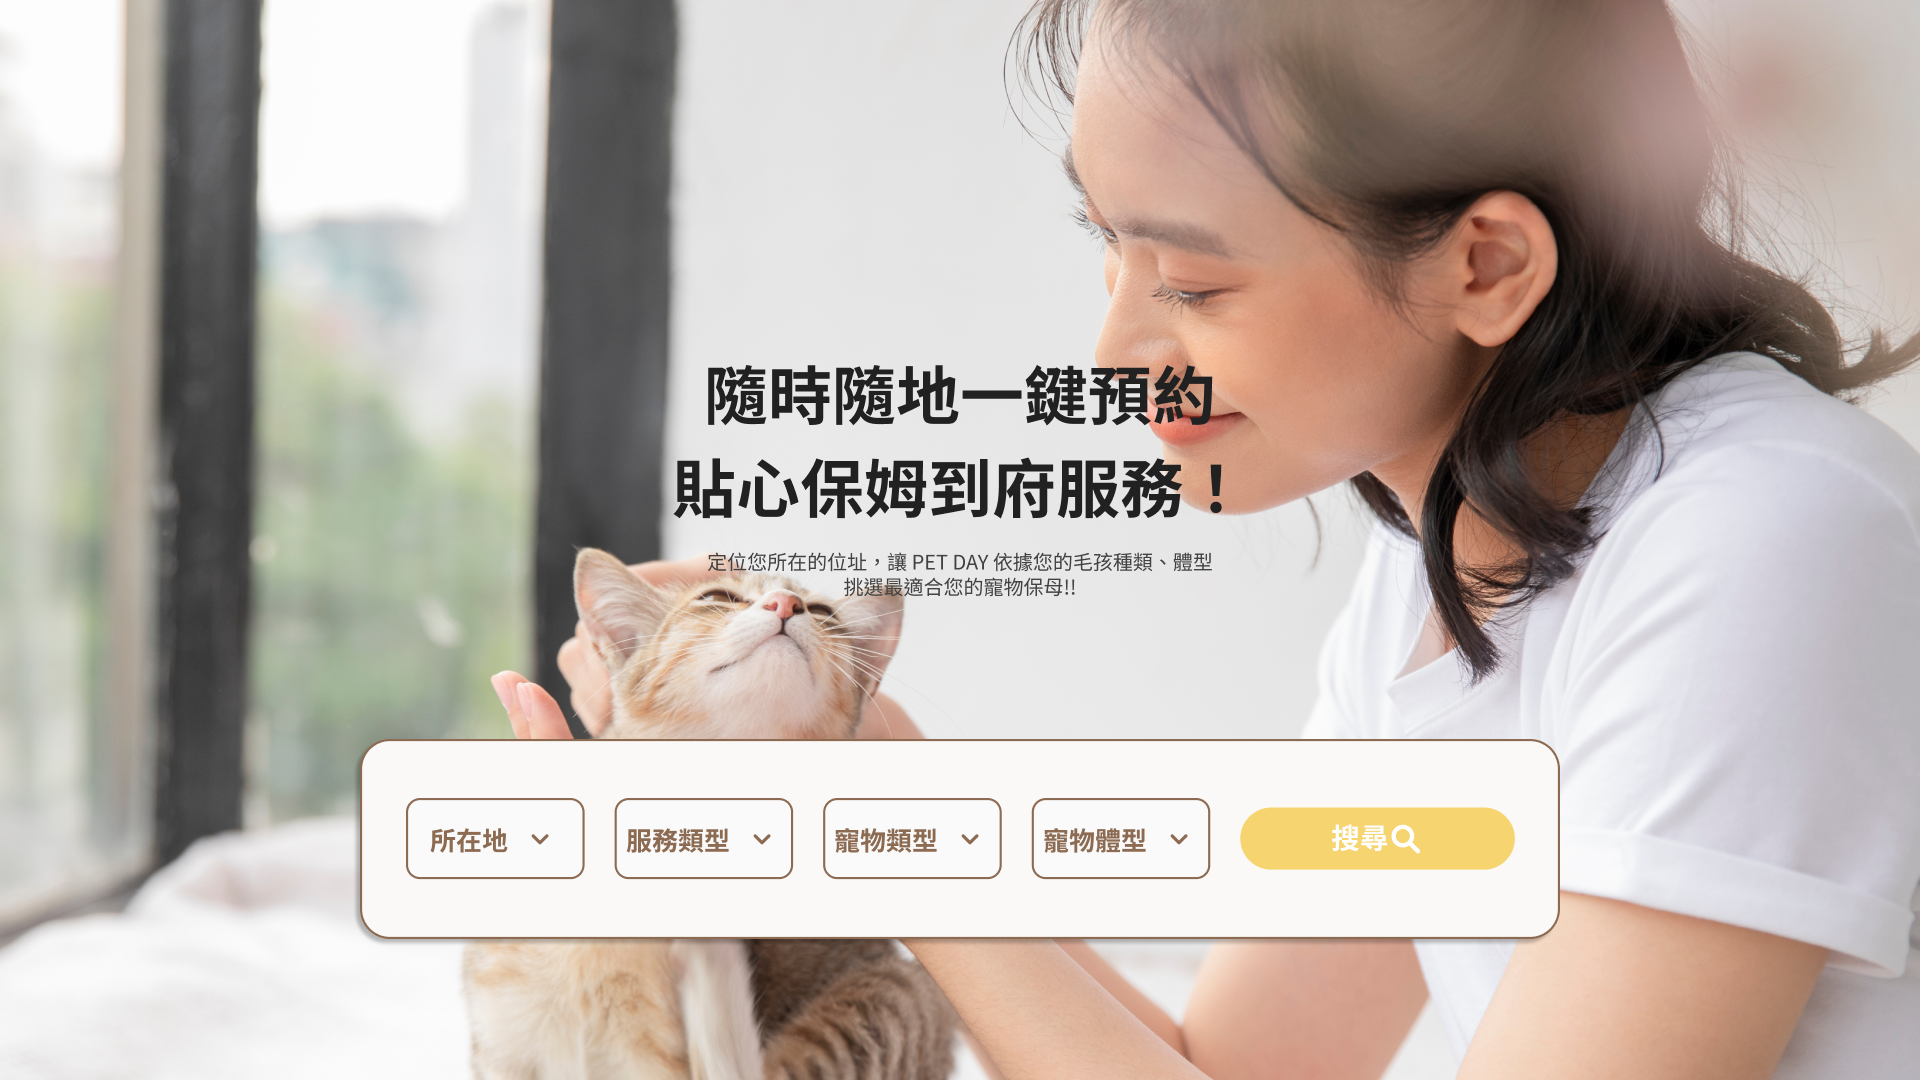 隨時隨地一鍵預約
貼心保姆到府服務！
定位您所在的位址，讓 PET DAY 依據您的毛孩種類、體型
挑選最適合您的寵物保母!!
所在地
服務類型
寵物類型
寵物體型
搜尋